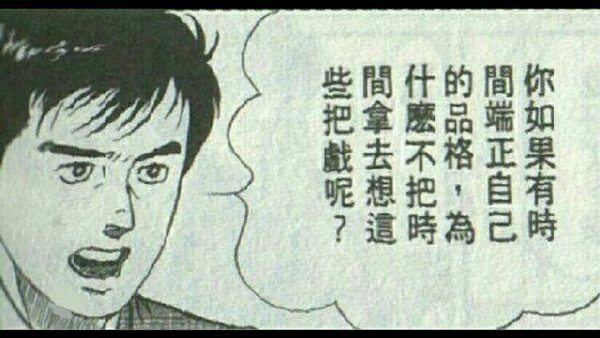 你如果有時
間端正自己
的品格，為
什麼不把時
間拿去想這
些把戲呢？